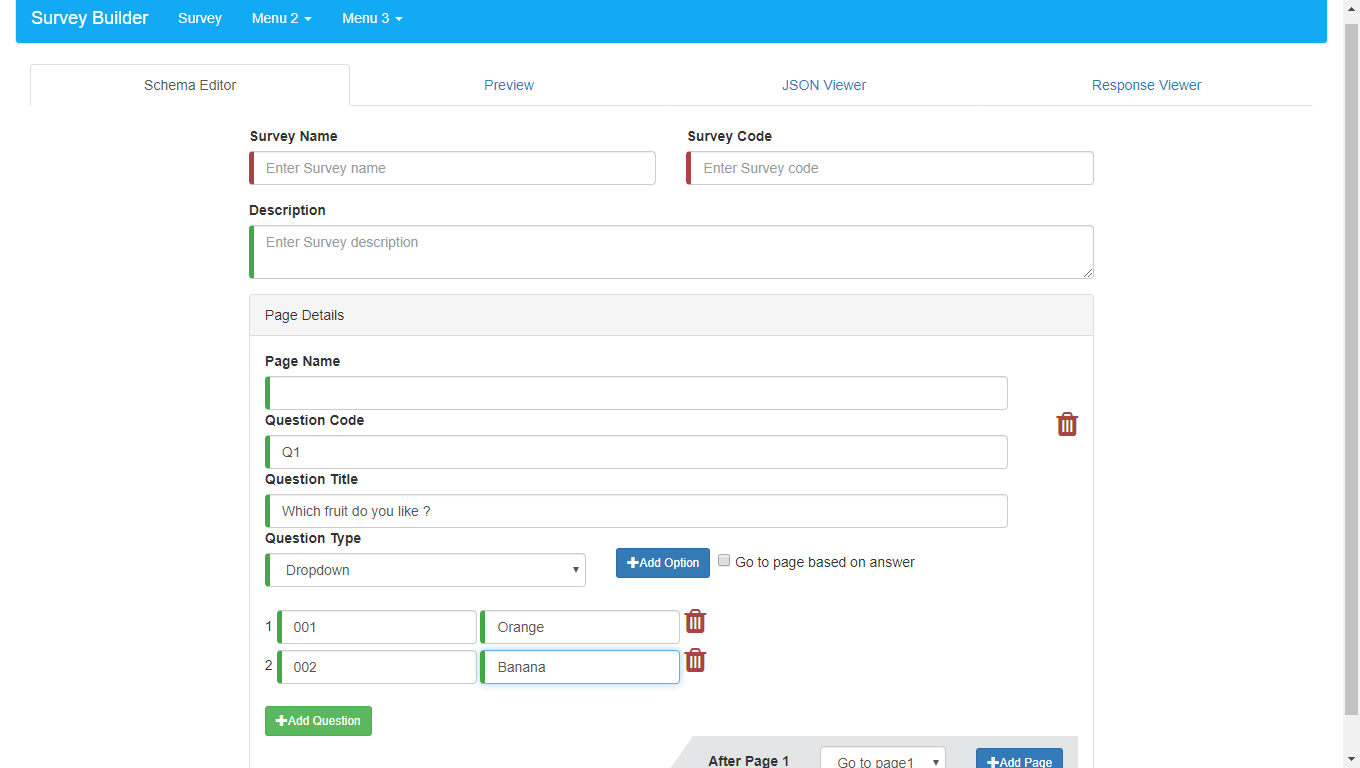 Survey Builder Survey Menu 2 Menu 3
Schema Editor Preview JSON Viewer Response Viewer
Survey Name Survey Code
Enter Survey name Enter Survey code
Description
Enter Survey description
Page Details
Page Name
Question Code
Q1
Question Title
Which fruit do you like ?
Question Type
Dropdown Add Option Go to page based on answer
1 001 Orange
2 002 Banana
Add Question
After Page 1 Go to page1 Add Page